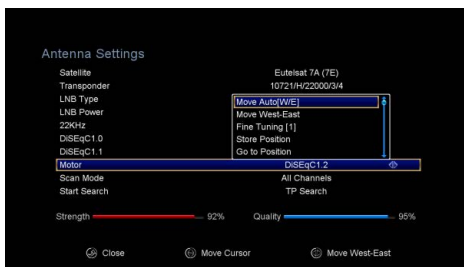 Antenna Settings
Satellite Eutelsat 7A (7E)
Transponder 10721/H/22000/3/4
LNB Type
Move Auto[W/E]
LNB Power
Move West-East
22KHz
Fine Tuning [1]
DiSEqC1.0
Store Position
DiSEqC1.1
Go to Position
Motor DiSEqC1.2
Scan Mode All Channels
Start Search TP Search
Strength 92% Quality 95%
Close Move Cursor Move West-East